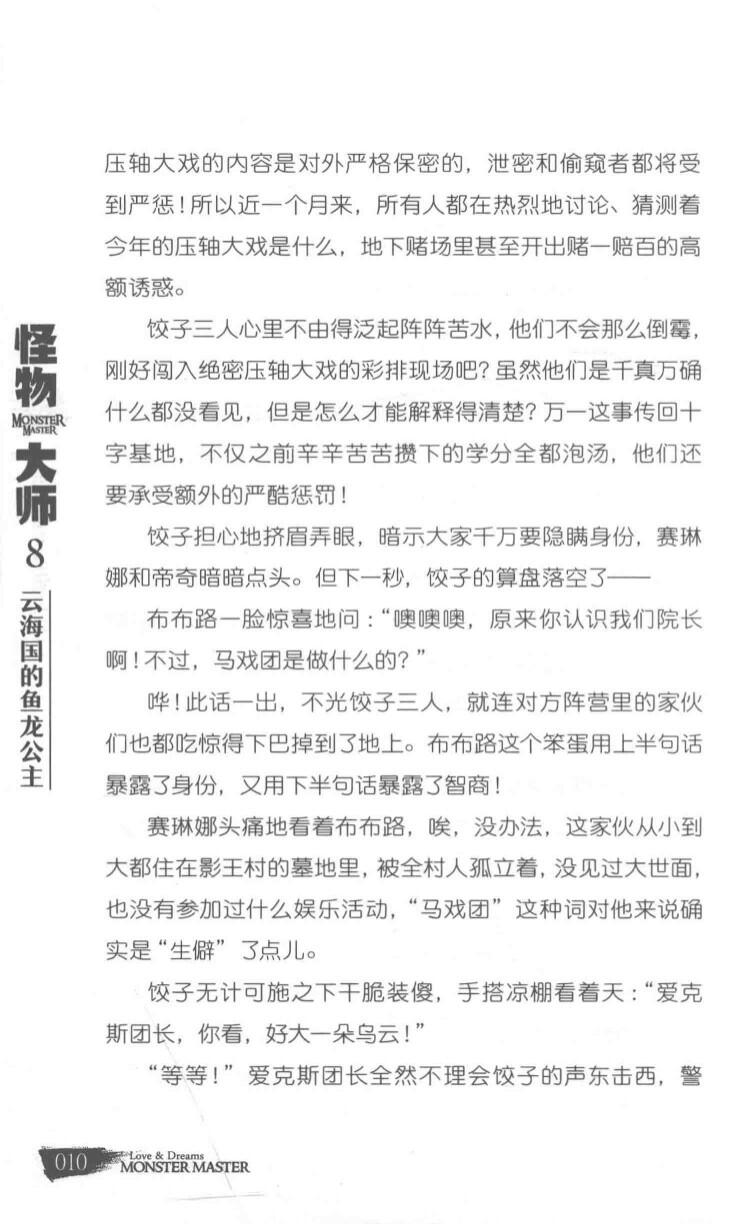 压轴大戏的内容是对外严格保密的，泄密和偷窥者都将受
到严惩！所以近一个月来，所有人都在热烈地讨论、猜测着
今年的压轴大戏是什么，地下赌场里甚至开出赌一赔百的高
额诱惑。
饺子三人心里不由得泛起阵阵苦水，他们不会那么倒霉，
刚好闯入绝密压轴大戏的彩排现场吧？虽然他们是千真万确
什么都没看见，但是怎么才能解释得清楚？万一这事传回十
字基地，不仅之前辛辛苦苦攒下的学分全都泡汤，他们还
要承受额外的严酷惩罚！
饺子担心地挤眉弄眼，暗示大家千万要隐瞒身份，赛琳
娜和帝奇暗暗点头。但下一秒，饺子的算盘落空了——
布布路一脸惊喜地问：“噢噢噢，原来你认识我们院长
啊！不过，马戏团是做什么的？”
哗！此话一出，不光饺子三人，就连对方阵营里的家伙
们也都吃惊得下巴掉到了地上。布布路这个笨蛋用上半句话
暴露了身份，又用下半句话暴露了智商！
赛琳娜头痛地看着布布路，唉，没办法，这家伙从小到
大都住在影王村的墓地里，被全村人孤立着，没见过大世面，
也没有参加过什么娱乐活动，“马戏团”这种词对他来说确
实是“生僻”了点儿。
饺子无计可施之下干脆装傻，手搭凉棚看着天：“爱克
斯团长，你看，好大一朵乌云！”
“等等！”爱克斯团长全然不理会饺子的声东击西，警
怪物
MONSTER
MASTER
大师
8
云海国的鱼龙公主
010
Love & Dreams
MONSTER MASTER